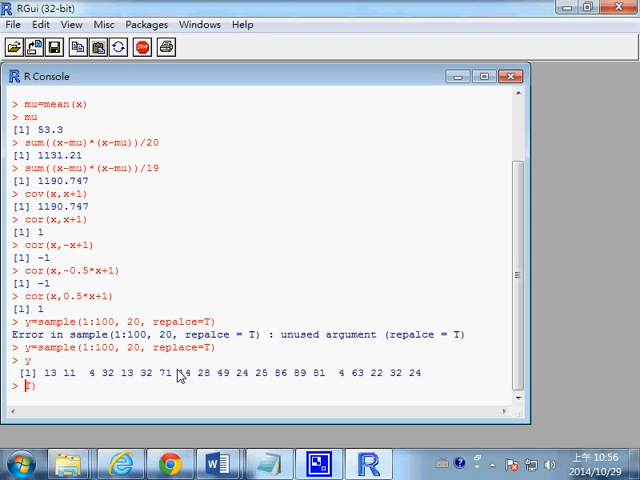 RGui (32-bit)
File Edit View Misc Packages Windows Help
STOP
R Console
> mu=mean(x)
> mu
[1] 53.3
> sum((x-mu)*(x-mu))/20
[1] 1131.21
> sum((x-mu)*(x-mu))/19
[1] 1190.747
> cov(x,x+1)
[1] 1190.747
> cor(x,x+1)
[1] 1
> cor(x,-x+1)
[1] -1
> cor(x,-0.5*x+1)
[1] -1
> cor(x,0.5*x+1)
[1] 1
> y=sample(1:100, 20, repalce=T)
Error in sample(1:100, 20, repalce = T) : unused argument (repalce = T)
> y=sample(1:100, 20, replace=T)
> y
[1] 13 11 4 32 13 32 71 14 28 49 24 25 86 89 81 4 63 22 32 24
> T)
上午 10:56
2014/10/29